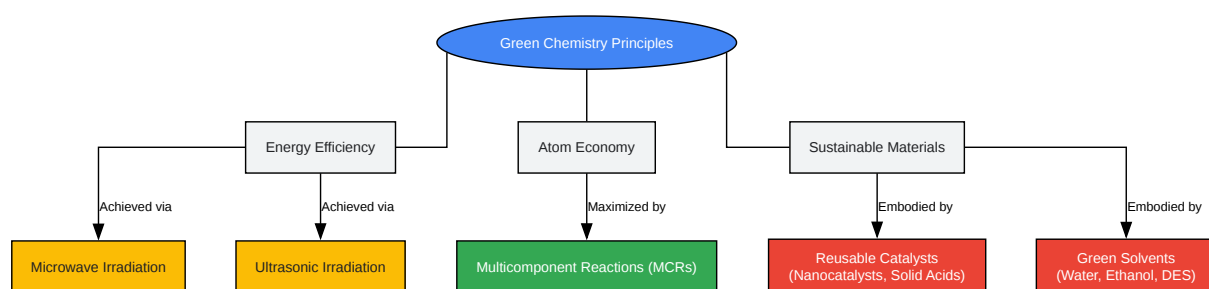 Green Chemistry Principles
Energy Efficiency
Atom Economy
Sustainable Materials
Achieved via
Achieved via
Maximized by
Embodied by
Embodied by
Microwave Irradiation
Ultrasonic Irradiation
Multicomponent Reactions (MCRs)
Reusable Catalysts
(Nanocatalysts, Solid Acids)
Green Solvents
(Water, Ethanol, DES)